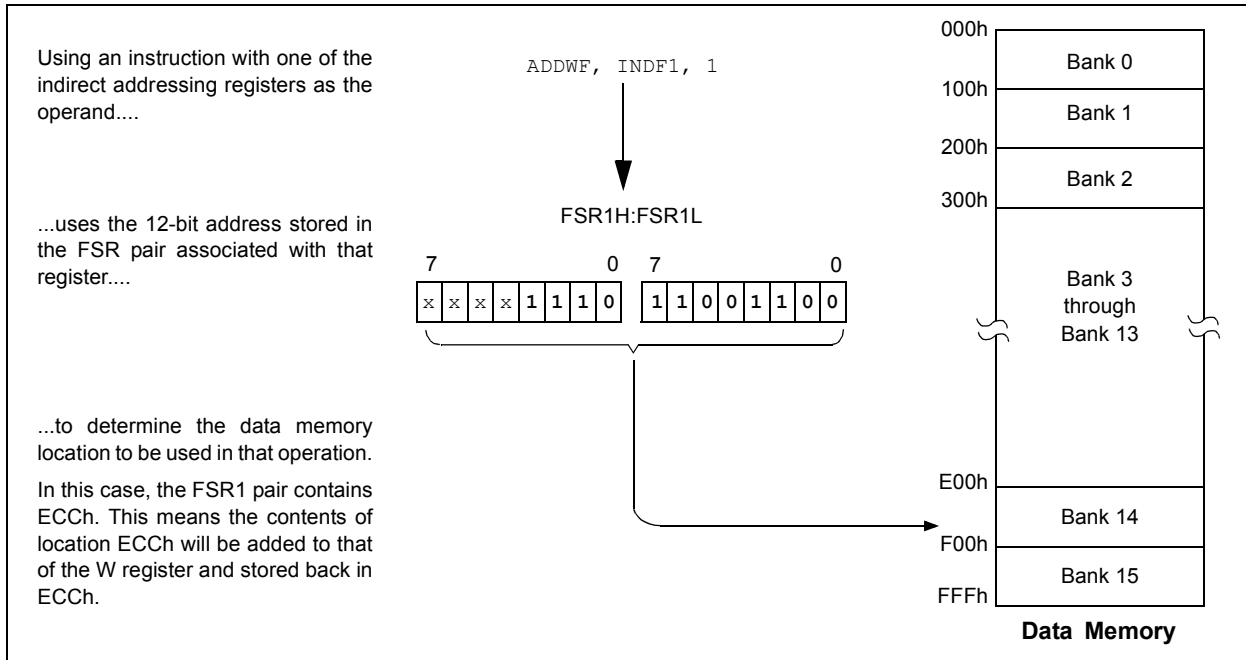 Using an instruction with one of the
indirect addressing registers as the
operand....
ADDWF, INDF1, 1
...uses the 12-bit address stored in
the FSR pair associated with that
register....
FSR1H:FSR1L
7 0 7 0
x x x x 1 1 1 0 1 1 0 0 1 1 0 0
...to determine the data memory
location to be used in that operation.
In this case, the FSR1 pair contains
ECCh. This means the contents of
location ECCh will be added to that
of the W register and stored back in
ECCh.
000h
Bank 0
100h
Bank 1
200h
Bank 2
300h
Bank 3
through
Bank 13
E00h
Bank 14
F00h
Bank 15
FFFh
Data Memory